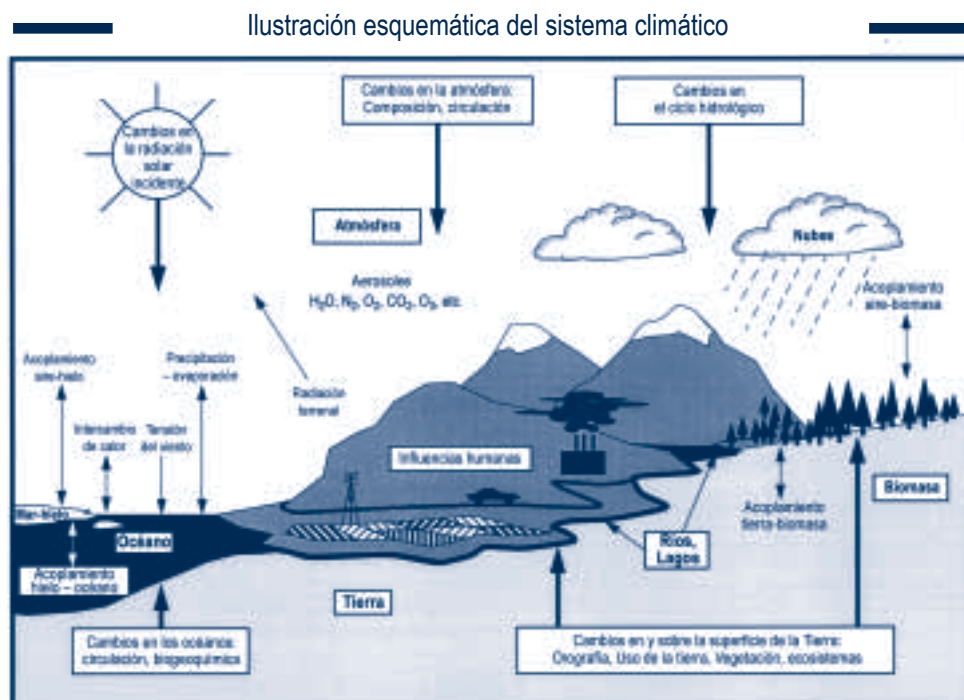 Ilustración esquemática del sistema climático
Cambios en la atmósfera:
Composición, circulación
Cambios en
el ciclo hidrológico
Cambios en
la radiación
solar
incidente
Atmósfera
Nubes
Aerosoles
H₂O, N₂, O₂, CO₂, O₃, etc.
Acoplamiento
aire-biomasa
Acoplamiento
aire-hielo
Precipitación
– evaporación
Radiación
terrenal
Intercambio
de calor
Tensión
del viento
Influencias humanas
Biomasa
Mar-hielo
Océano
Acoplamiento
tierra-biomasa
Ríos,
Lagos
Acoplamiento
hielo – océano
Tierra
Cambios en los océanos:
circulación, biogeoquímica
Cambios en y sobre la superficie de la Tierra:
Orografía, Uso de la tierra, Vegetación, ecosistemas